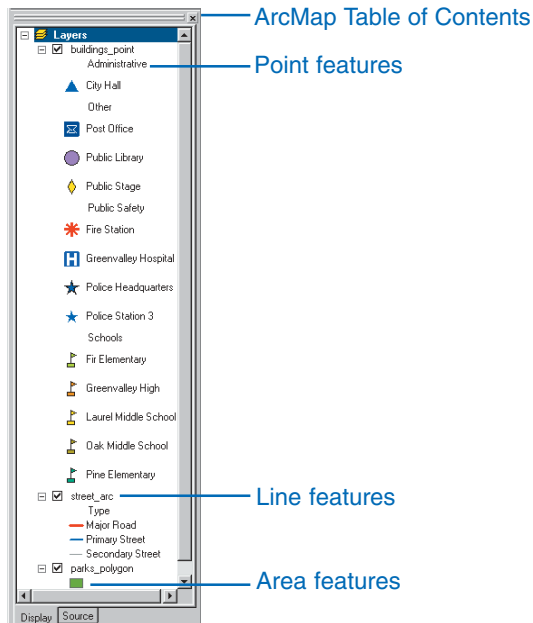 ArcMap Table of Contents
Layers
buildings_point
Administrative
Point features
City Hall
Other
Post Office
Public Library
Public Stage
Public Safety
Fire Station
H Greenvalley Hospital
Police Headquarters
Police Station 3
Schools
Fir Elementary
Greenvalley High
Laurel Middle School
Oak Middle School
Pine Elementary
street_arc
Line features
Type
Major Road
Primary Street
Secondary Street
parks_polygon
Area features
Display Source